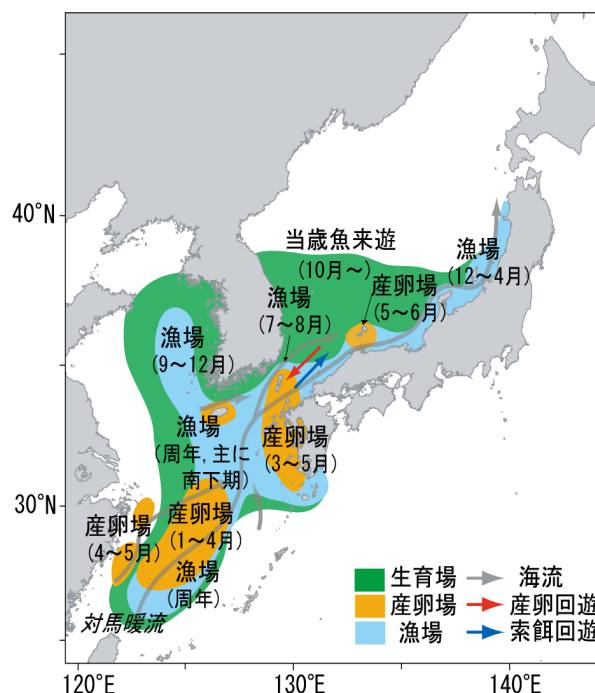 40°N
30°N
120°E
130°E
140°E
当歳魚来遊
(10月〜)
漁場
(12〜4月)
産卵場
(5〜6月)
漁場
(7〜8月)
漁場
(9〜12月)
漁場
(周年,主に
南下期)
産卵場
(3〜5月)
産卵場
(4〜5月)
産卵場
(1〜4月)
漁場
(周年)
対馬暖流
生育場
産卵場
漁場
海流
産卵回遊
索餌回遊